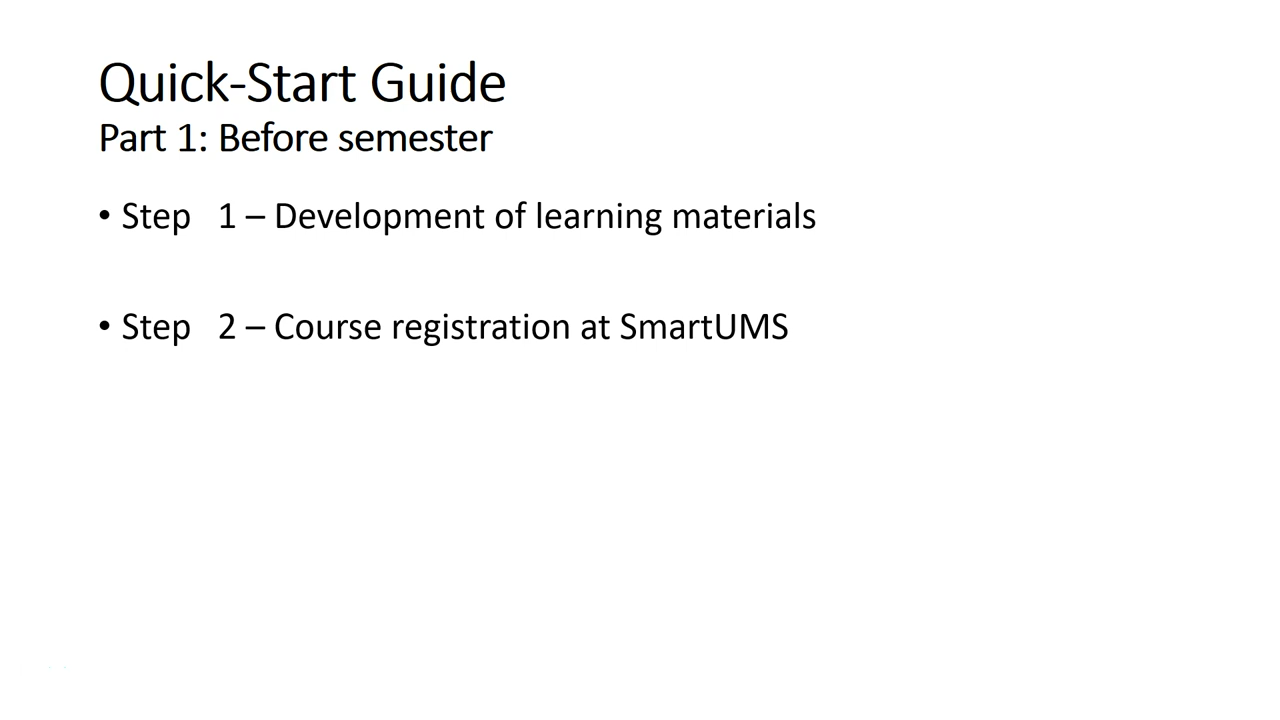 Quick-Start Guide
Part 1: Before semester
• Step 1 – Development of learning materials
• Step 2 – Course registration at SmartUMS